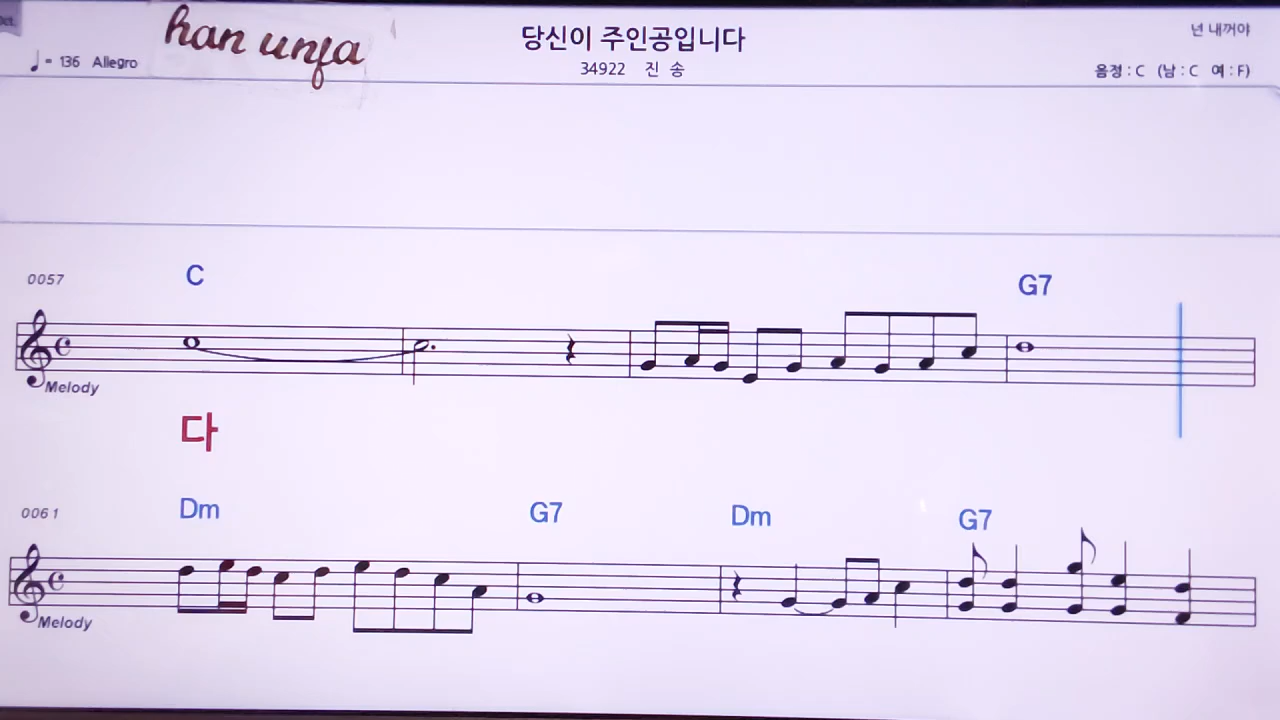 han unja
당신이 주인공입니다
넌 내꺼야
♩= 136 Allegro
34922 진 송
음정 : C (남 : C 여 : F)
0057
C
G7
Melody
다
0061
Dm
G7
Dm
G7
Melody